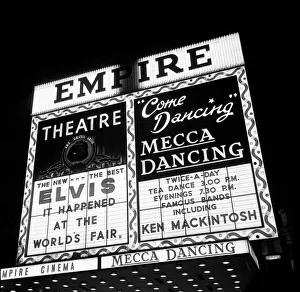 EMPIRE
THEATRE
THE NEW --- THE BEST
ELVIS
IT HAPPENED
AT THE
WORLD'S FAIR.
"Come
Dancing"
MECCA
DANCING
TWICE-A-DAY
TEA DANCE 3.00 P.M.
EVENINGS 7.30 P.M.
FAMOUS BANDS
INCLUDING
KEN MACKINTOSH
MPIRE CINEMA
MECCA DANCING